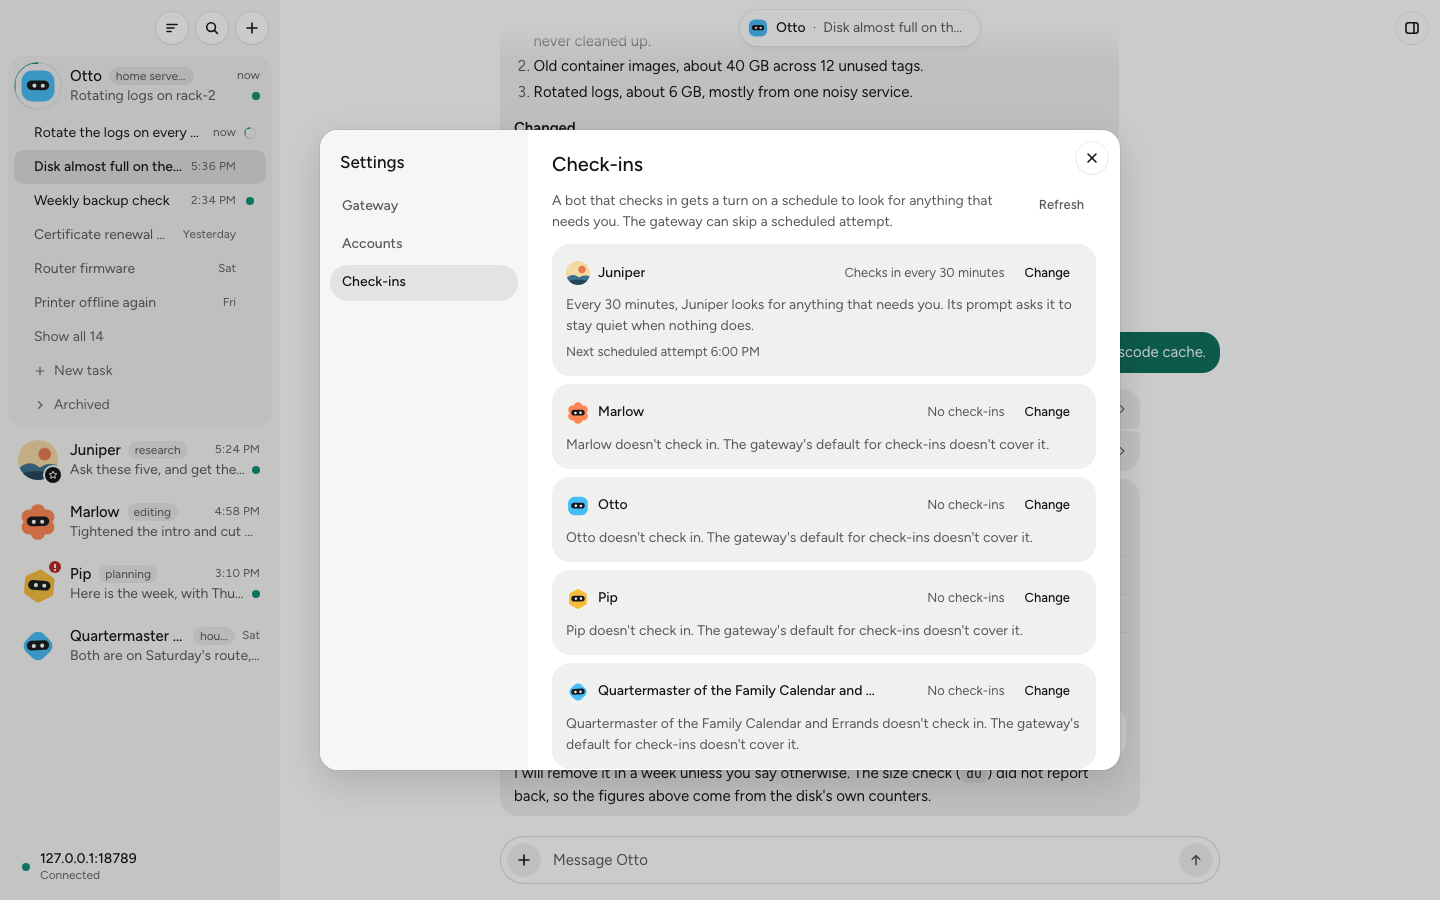 Otto home serve... now
Rotating logs on rack-2
Rotate the logs on every ... now
Disk almost full on the... 5:36 PM
Weekly backup check 2:34 PM
Certificate renewal ... Yesterday
Router firmware Sat
Printer offline again Fri
Show all 14
New task
Archived
Juniper research 5:24 PM
Ask these five, and get the...
Marlow editing 4:58 PM
Tightened the intro and cut ...
Pip planning 3:10 PM
Here is the week, with Thu...
Quartermaster ... hou... Sat
Both are on Saturday's route,...
127.0.0.1:18789
Connected
Otto · Disk almost full on th...
never cleaned up.
2. Old container images, about 40 GB across 12 unused tags.
3. Rotated logs, about 6 GB, mostly from one noisy service.
Changed
scode cache.
Settings
Gateway
Accounts
Check-ins
Check-ins
A bot that checks in gets a turn on a schedule to look for anything that
needs you. The gateway can skip a scheduled attempt.
Refresh
Juniper Checks in every 30 minutes Change
Every 30 minutes, Juniper looks for anything that needs you. Its prompt asks it to
stay quiet when nothing does.
Next scheduled attempt 6:00 PM
Marlow No check-ins Change
Marlow doesn't check in. The gateway's default for check-ins doesn't cover it.
Otto No check-ins Change
Otto doesn't check in. The gateway's default for check-ins doesn't cover it.
Pip No check-ins Change
Pip doesn't check in. The gateway's default for check-ins doesn't cover it.
Quartermaster of the Family Calendar and ... No check-ins Change
Quartermaster of the Family Calendar and Errands doesn't check in. The gateway's
default for check-ins doesn't cover it.
I will remove it in a week unless you say otherwise. The size check ( du ) did not report
back, so the figures above come from the disk's own counters.
Message Otto